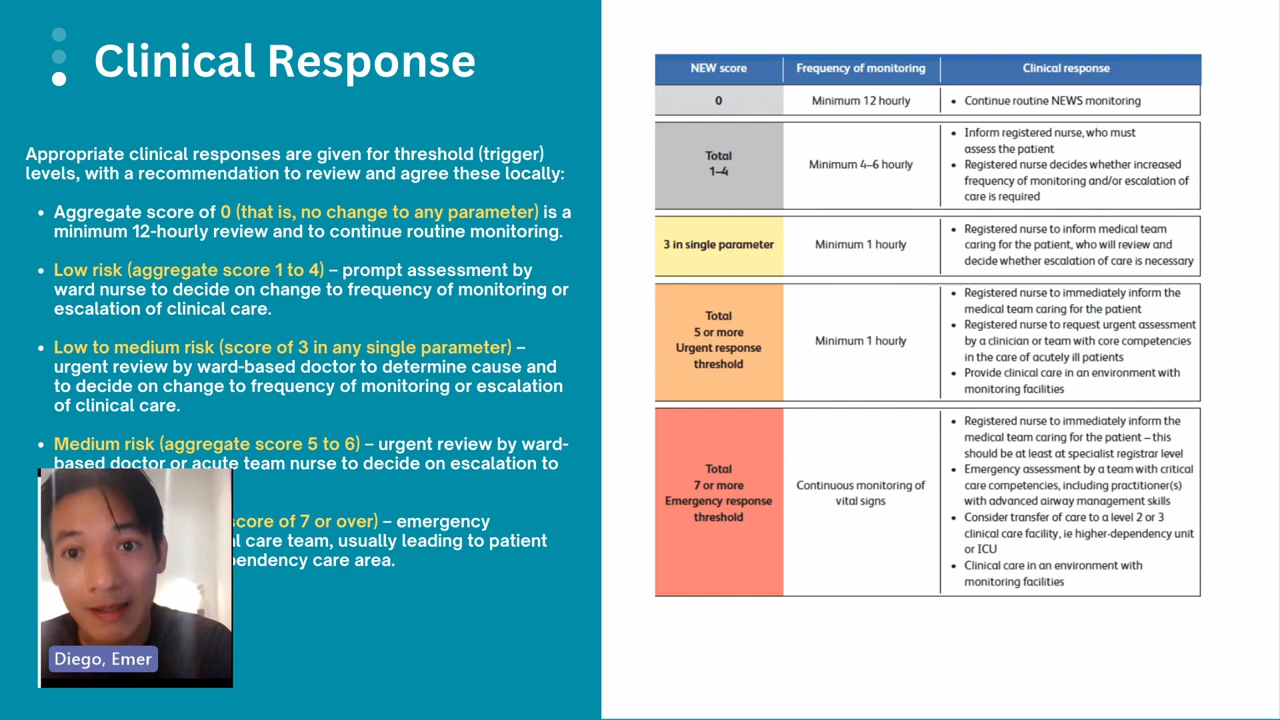 Clinical Response
Appropriate clinical responses are given for threshold (trigger)
levels, with a recommendation to review and agree these locally:
• Aggregate score of 0 (that is, no change to any parameter) is a
minimum 12-hourly review and to continue routine monitoring.
• Low risk (aggregate score 1 to 4) – prompt assessment by
ward nurse to decide on change to frequency of monitoring or
escalation of clinical care.
• Low to medium risk (score of 3 in any single parameter) –
urgent review by ward-based doctor to determine cause and
to decide on change to frequency of monitoring or escalation
of clinical care.
• Medium risk (aggregate score 5 to 6) – urgent review by ward-
based doctor or acute team nurse to decide on escalation to
score of 7 or over) – emergency
care team, usually leading to patient
care area.
Diego, Emer
NEW score Frequency of monitoring Clinical response
0 Minimum 12 hourly • Continue routine NEWS monitoring
Total
1–4
Minimum 4–6 hourly
• Inform registered nurse, who must
assess the patient
• Registered nurse decides whether increased
frequency of monitoring and/or escalation of
care is required
3 in single parameter
Minimum 1 hourly
• Registered nurse to inform medical team
caring for the patient, who will review and
decide whether escalation of care is necessary
Total
5 or more
Urgent response
threshold
Minimum 1 hourly
• Registered nurse to immediately inform the
medical team caring for the patient
• Registered nurse to request urgent assessment
by a clinician or team with core competencies
in the care of acutely ill patients
• Provide clinical care in an environment with
monitoring facilities
Total
7 or more
Emergency response
threshold
Continuous monitoring of
vital signs
• Registered nurse to immediately inform the
medical team caring for the patient – this
should be at least at specialist registrar level
• Emergency assessment by a team with critical
care competencies, including practitioner(s)
with advanced airway management skills
• Consider transfer of care to a level 2 or 3
clinical care facility, ie higher-dependency unit
or ICU
• Clinical care in an environment with
monitoring facilities